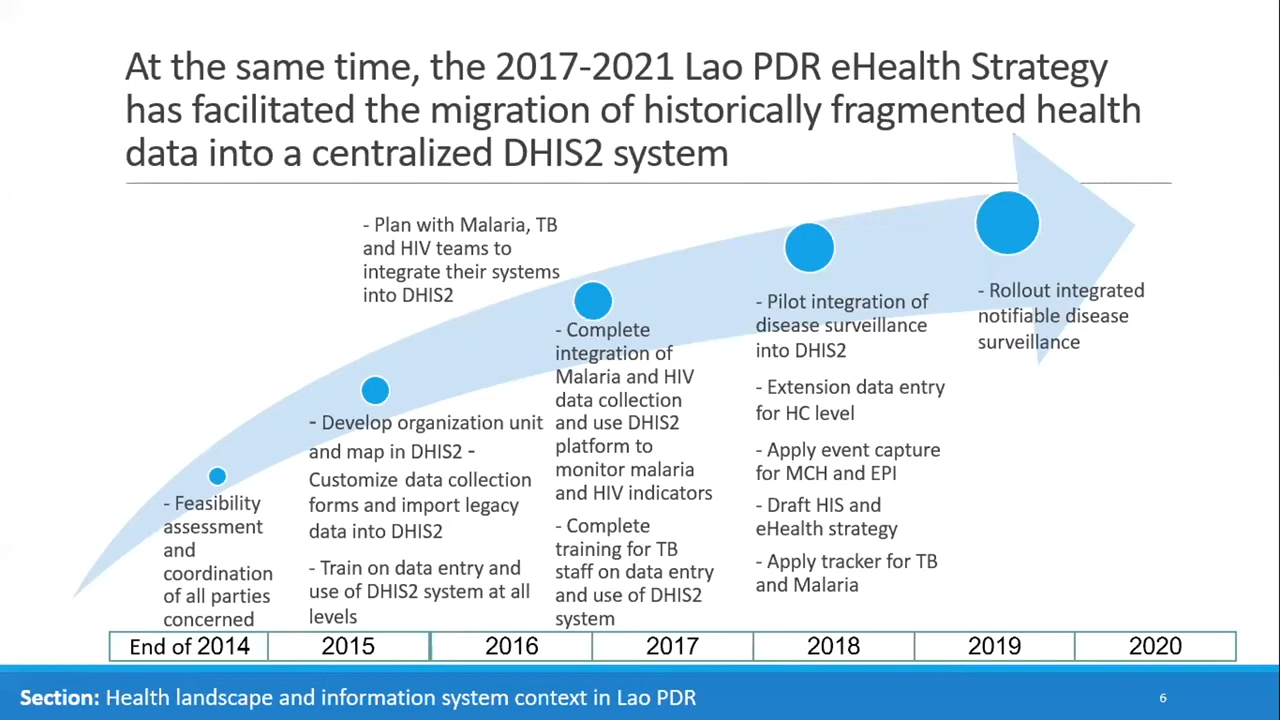 At the same time, the 2017-2021 Lao PDR eHealth Strategy
has facilitated the migration of historically fragmented health
data into a centralized DHIS2 system
- Plan with Malaria, TB
and HIV teams to
integrate their systems
into DHIS2
- Feasibility
assessment
and
coordination
of all parties
concerned
- Develop organization unit
and map in DHIS2 -
Customize data collection
forms and import legacy
data into DHIS2
- Train on data entry and
use of DHIS2 system at all
levels
- Complete
integration of
Malaria and HIV
data collection
and use DHIS2
platform to
monitor malaria
and HIV indicators
- Complete
training for TB
staff on data entry
and use of DHIS2
system
- Pilot integration of
disease surveillance
into DHIS2
- Extension data entry
for HC level
- Apply event capture
for MCH and EPI
- Draft HIS and
eHealth strategy
- Apply tracker for TB
and Malaria
- Rollout integrated
notifiable disease
surveillance
End of 2014 2015 2016 2017 2018 2019 2020
Section: Health landscape and information system context in Lao PDR 6